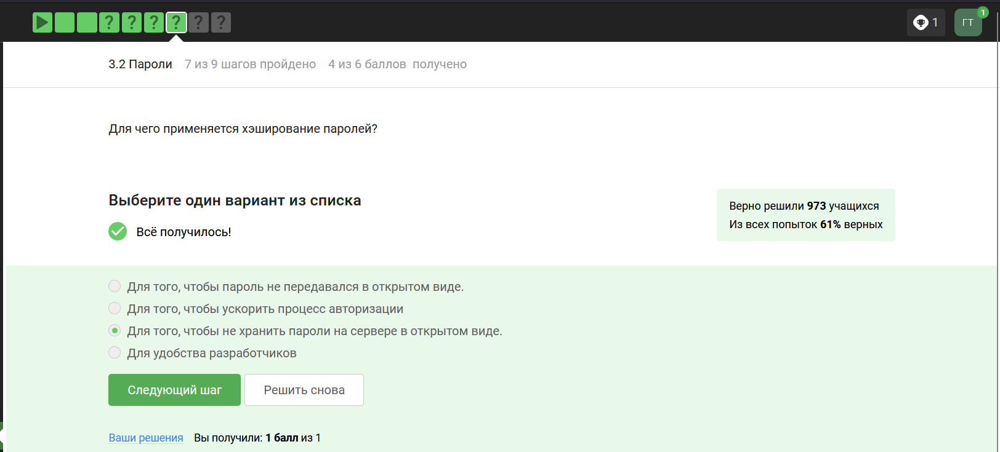 ? ? ? ? ? ?
1
ГТ
1
3.2 Пароли 7 из 9 шагов пройдено 4 из 6 баллов получено
Для чего применяется хэширование паролей?
Выберите один вариант из списка
Всё получилось!
Верно решили 973 учащихся
Из всех попыток 61% верных
Для того, чтобы пароль не передавался в открытом виде.
Для того, чтобы ускорить процесс авторизации
Для того, чтобы не хранить пароли на сервере в открытом виде.
Для удобства разработчиков
Следующий шаг
Решить снова
Ваши решения Вы получили: 1 балл из 1